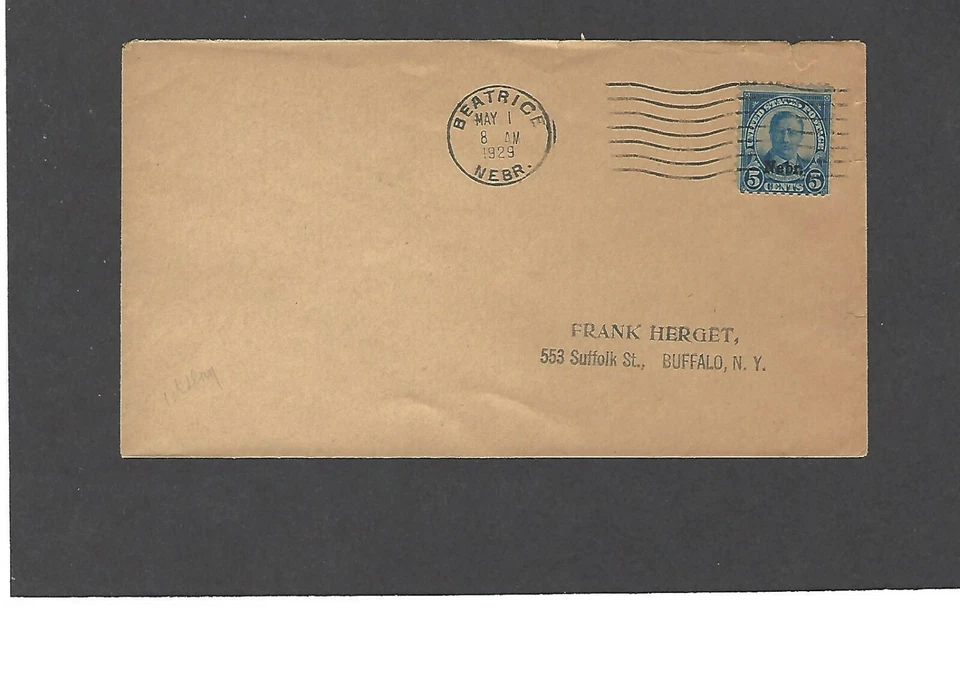 BEATRICE
MAY 1
8 AM
1929
NEBR.
UNITED STATES POSTAGE
Nebr.
5 CENTS 5
FRANK HERGET,
553 Suffolk St., BUFFALO, N. Y.